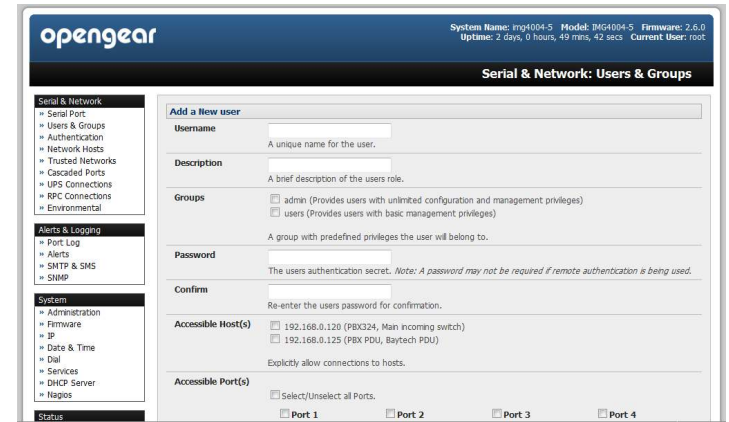 opengear
System Name: img4004-5 Model: IMG4004-5 Firmware: 2.6.0
Uptime: 2 days, 0 hours, 49 mins, 42 secs Current User: root
Serial & Network: Users & Groups
Serial & Network
» Serial Port
» Users & Groups
» Authentication
» Network Hosts
» Trusted Networks
» Cascaded Ports
» UPS Connections
» RPC Connections
» Environmental
Alerts & Logging
» Port Log
» Alerts
» SMTP & SMS
» SNMP
System
» Administration
» Firmware
» IP
» Date & Time
» Dial
» Services
» DHCP Server
» Nagios
Status
Add a New user
Username
A unique name for the user.
Description
A brief description of the users role.
Groups
admin (Provides users with unlimited configuration and management privileges)
users (Provides users with basic management privileges)
A group with predefined privileges the user will belong to.
Password
The users authentication secret. Note: A password may not be required if remote authentication is being used.
Confirm
Re-enter the users password for confirmation.
Accessible Host(s)
192.168.0.120 (PBX324, Main incoming switch)
192.168.0.125 (PBX PDU, Baytech PDU)
Explicitly allow connections to hosts.
Accessible Port(s)
Select/Unselect all Ports.
Port 1 Port 2 Port 3 Port 4